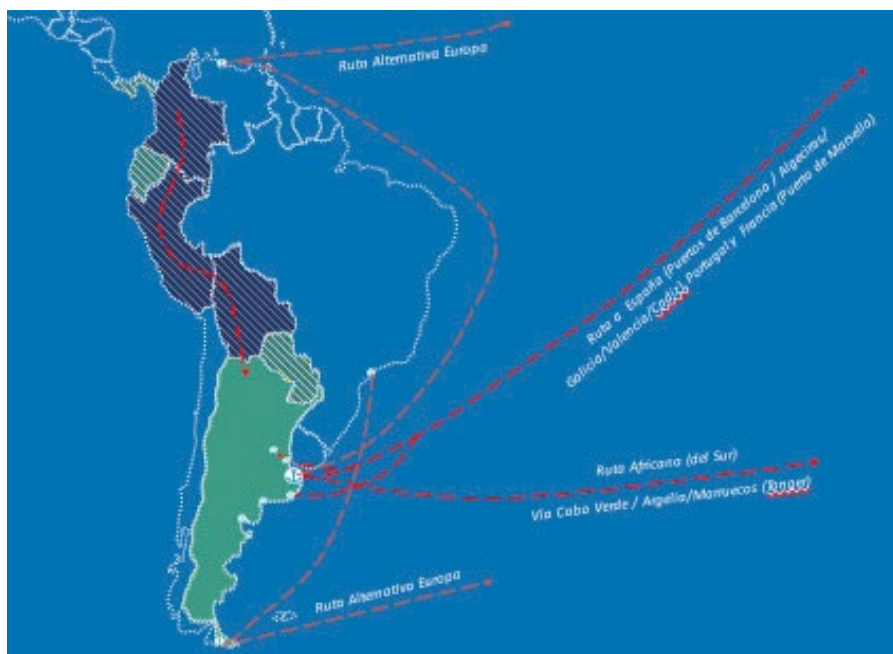 Ruta Alternativa Europa
Ruta a España (Puertos de Barcelona / Algeciras/
Galicia/Valencia/Cadiz), Portugal y Francia (Puerto de Marsella)
Ruta Africana (del Sur)
Via Cabo Verde / Argelia/Marruecos (Tanger)
Ruta Alternativa Europa